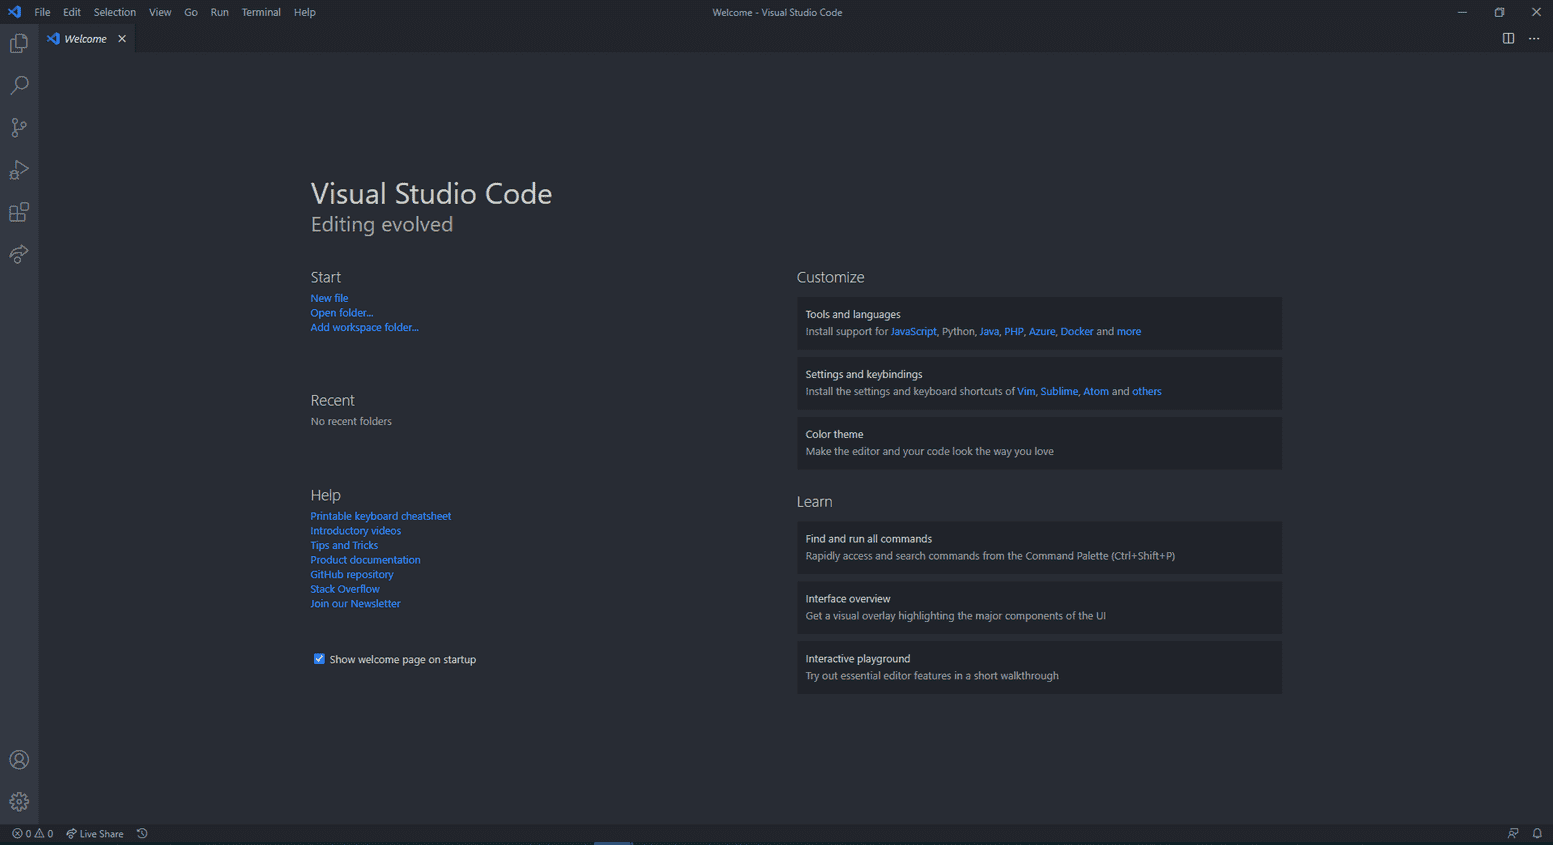 File Edit Selection View Go Run Terminal Help
Welcome - Visual Studio Code
Welcome
Visual Studio Code
Editing evolved
Start
New file
Open folder...
Add workspace folder...
Recent
No recent folders
Help
Printable keyboard cheatsheet
Introductory videos
Tips and Tricks
Product documentation
GitHub repository
Stack Overflow
Join our Newsletter
Show welcome page on startup
Customize
Tools and languages
Install support for JavaScript, Python, Java, PHP, Azure, Docker and more
Settings and keybindings
Install the settings and keyboard shortcuts of Vim, Sublime, Atom and others
Color theme
Make the editor and your code look the way you love
Learn
Find and run all commands
Rapidly access and search commands from the Command Palette (Ctrl+Shift+P)
Interface overview
Get a visual overlay highlighting the major components of the UI
Interactive playground
Try out essential editor features in a short walkthrough
0 0 Live Share